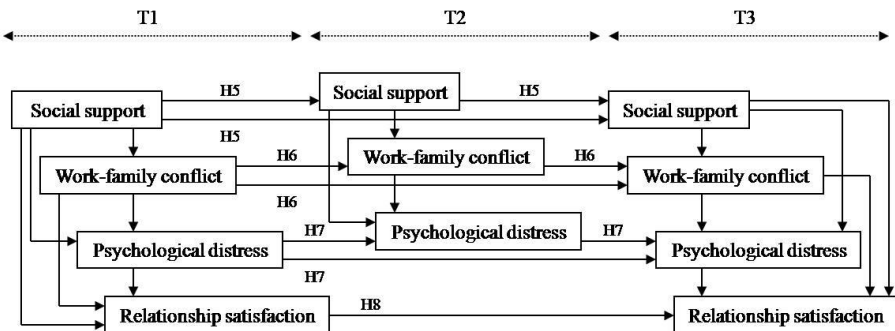 T1 T2 T3
Social support H5 Social support H5 Social support
H5
Work-family conflict H6 Work-family conflict H6 Work-family conflict
H6
Psychological distress H7 Psychological distress H7 Psychological distress
H7
Relationship satisfaction H8 Relationship satisfaction